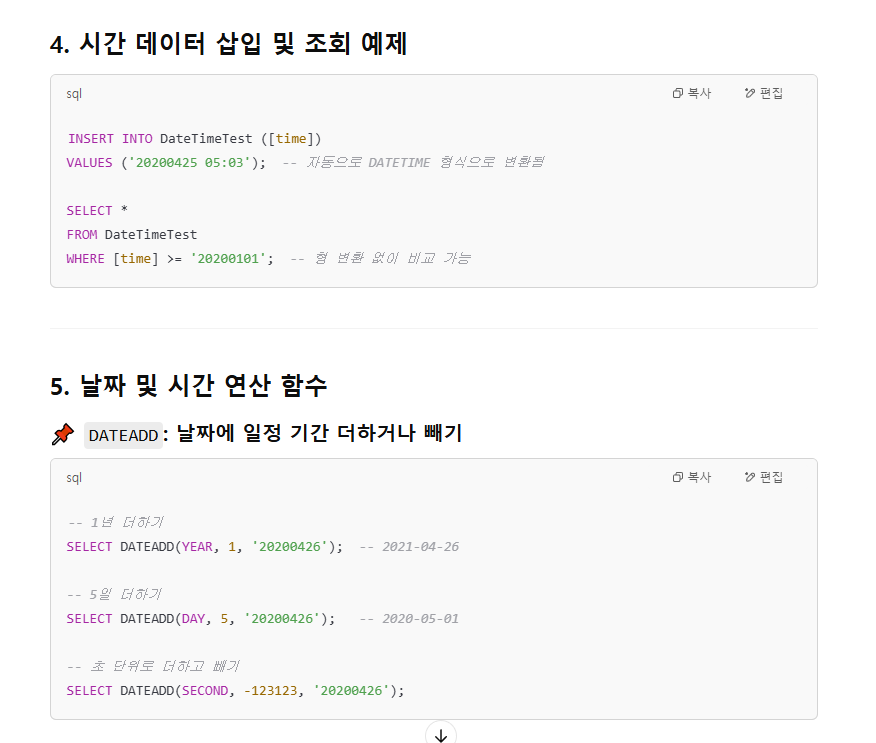 4. 시간 데이터 삽입 및 조회 예제
sql
복사
편집
INSERT INTO DateTimeTest ([time])
VALUES ('20200425 05:03');  -- 자동으로 DATETIME 형식으로 변환됨
SELECT *
FROM DateTimeTest
WHERE [time] >= '20200101';  -- 형 변환 없이 비교 가능
5. 날짜 및 시간 연산 함수
📌 DATEADD: 날짜에 일정 기간 더하거나 빼기
sql
복사
편집
-- 1년 더하기
SELECT DATEADD(YEAR, 1, '20200426');  -- 2021-04-26
-- 5일 더하기
SELECT DATEADD(DAY, 5, '20200426');   -- 2020-05-01
-- 초 단위로 더하고 빼기
SELECT DATEADD(SECOND, -123123, '20200426');